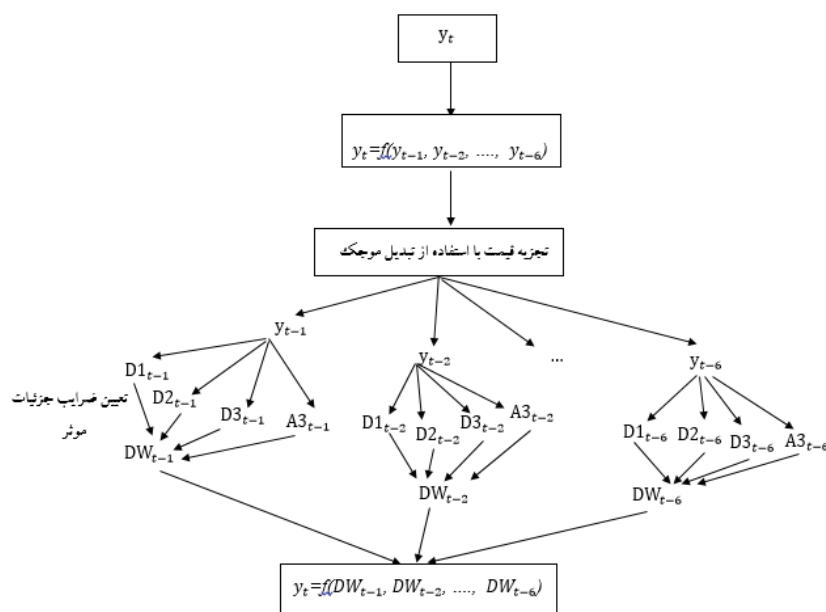 y_t
y_t=f(y_{t−1}, y_{t−2}, ...., y_{t−6})
تجزیه قیمت با استفاده از تبدیل موجک
y_{t−1}
y_{t−2}
...
y_{t−6}
تعیین ضرایب جزئیات
موثر
D1_{t−1}
D2_{t−1}
D3_{t−1}
A3_{t−1}
DW_{t−1}
D1_{t−2}
D2_{t−2}
D3_{t−2}
A3_{t−2}
DW_{t−2}
D1_{t−6}
D2_{t−6}
D3_{t−6}
A3_{t−6}
DW_{t−6}
y_t=f(DW_{t−1}, DW_{t−2}, ...., DW_{t−6})